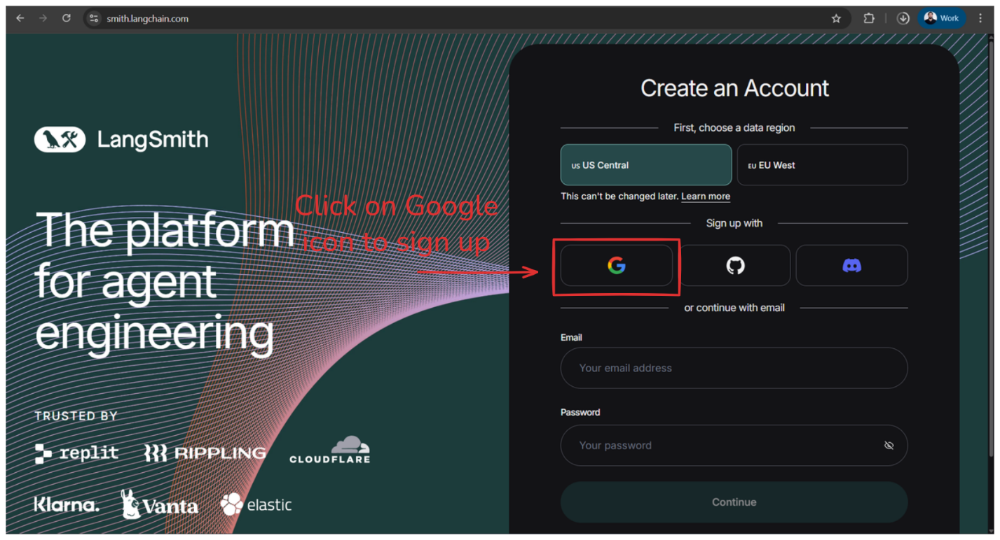 smith.langchain.com
Work
LangSmith
The platform
for agent
engineering
TRUSTED BY
replit
RIPPLING
CLOUDFLARE
Klarna.
Vanta
elastic
Click on Google
icon to sign up
Create an Account
First, choose a data region
US US Central
EU EU West
This can't be changed later. Learn more
Sign up with
or continue with email
Email
Your email address
Password
Your password
Continue